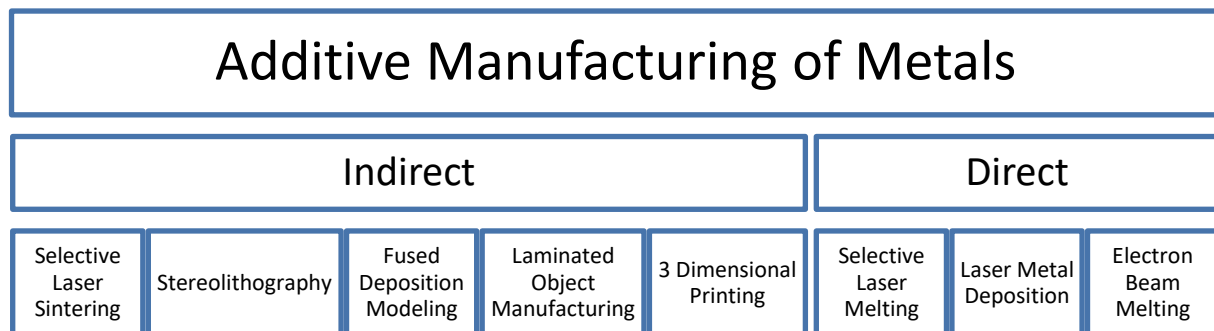 Additive Manufacturing of Metals
Indirect
Direct
Selective
Laser
Sintering
Stereolithography
Fused
Deposition
Modeling
Laminated
Object
Manufacturing
3 Dimensional
Printing
Selective
Laser
Melting
Laser Metal
Deposition
Electron
Beam
Melting